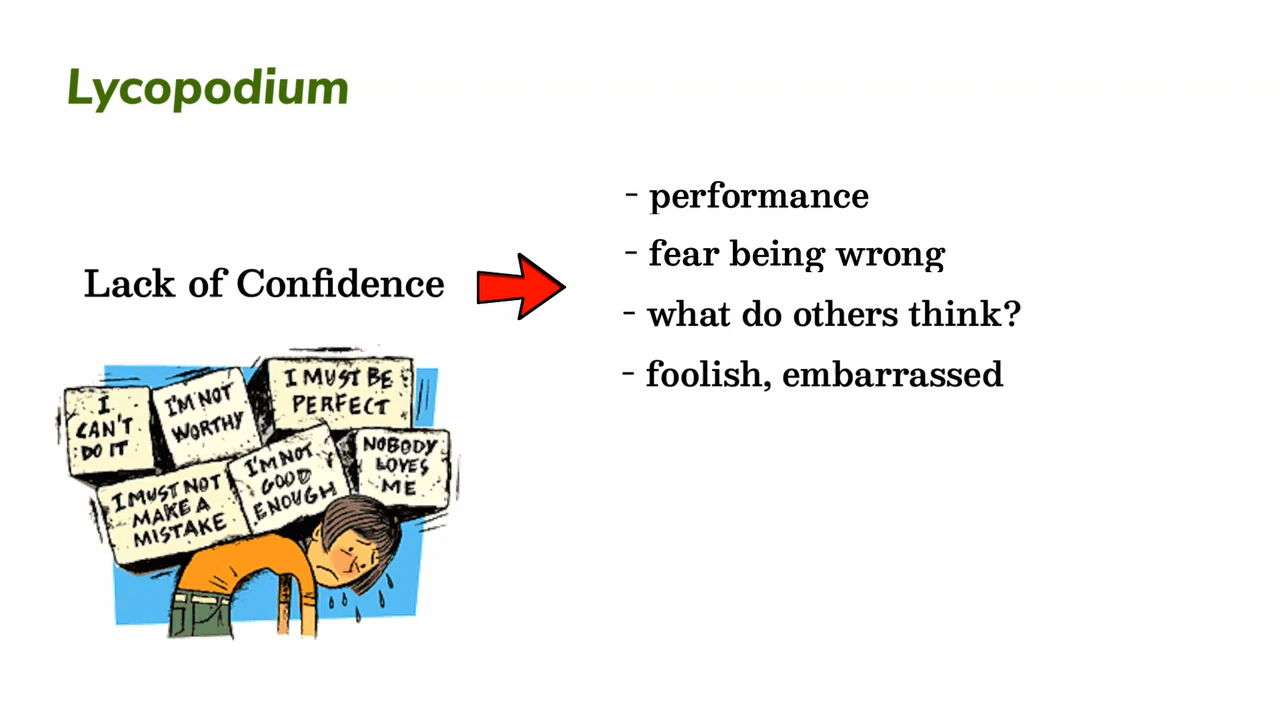 Lycopodium
Lack of Confidence
- performance
- fear being wrong
- what do others think?
- foolish, embarrassed
I
CAN'T
DO IT
I'M NOT
WORTHY
I MUST BE
PERFECT
I MUST NOT
MAKE A
MISTAKE
I'M NOT
GOOD
ENOUGH
NOBODY
LOVES
ME